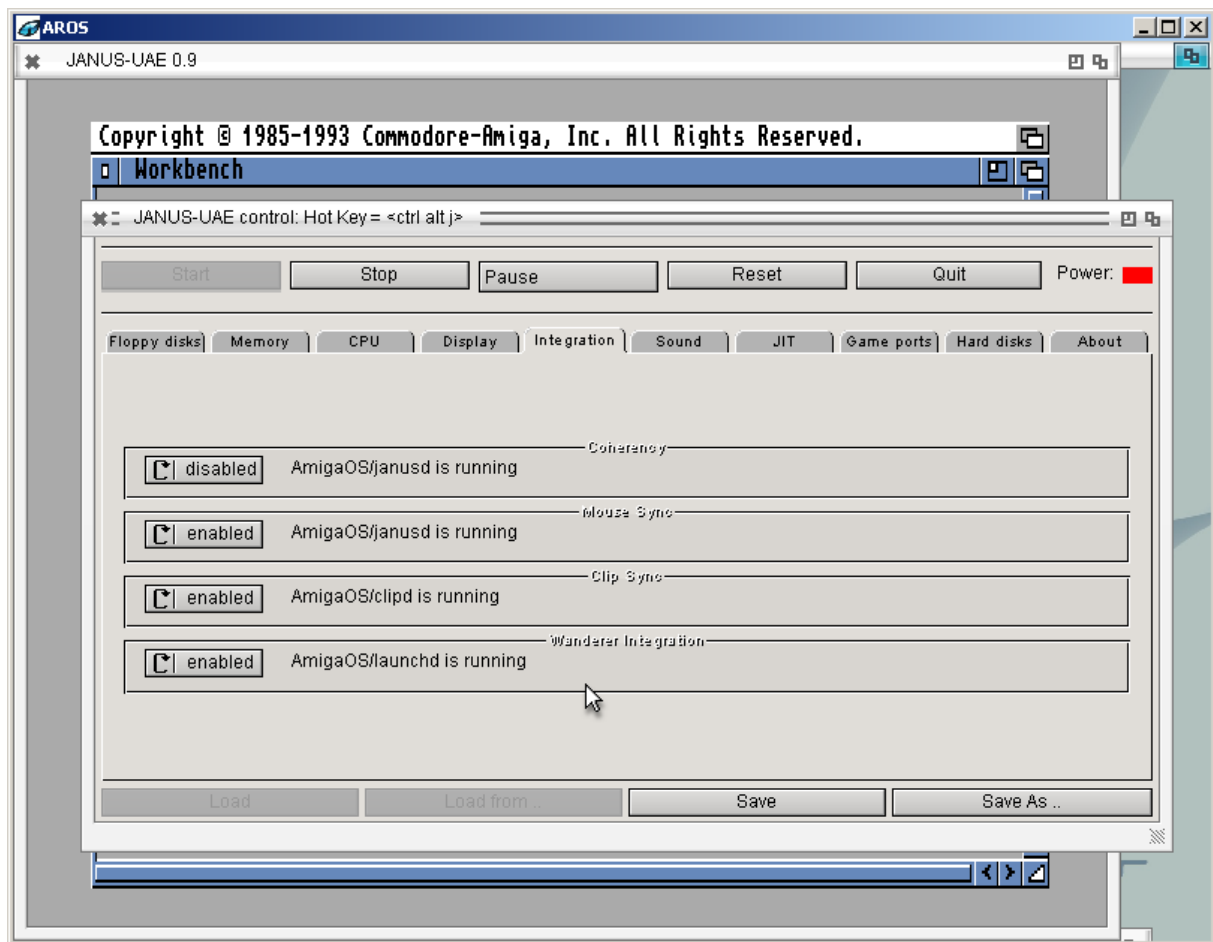 AROS
JANUS-UAE 0.9
Copyright © 1985-1993 Commodore-Amiga, Inc. All Rights Reserved.
Workbench
JANUS-UAE control: Hot Key = <ctrl alt j>
Start Stop Pause Reset Quit Power:
Floppy disks Memory CPU Display Integration Sound JIT Game ports Hard disks About
Coherency
disabled AmigaOS/janusd is running
Mouse Sync
enabled AmigaOS/janusd is running
Clip Sync
enabled AmigaOS/clipd is running
Wanderer Integration
enabled AmigaOS/launchd is running
Load Load from .. Save Save As ..